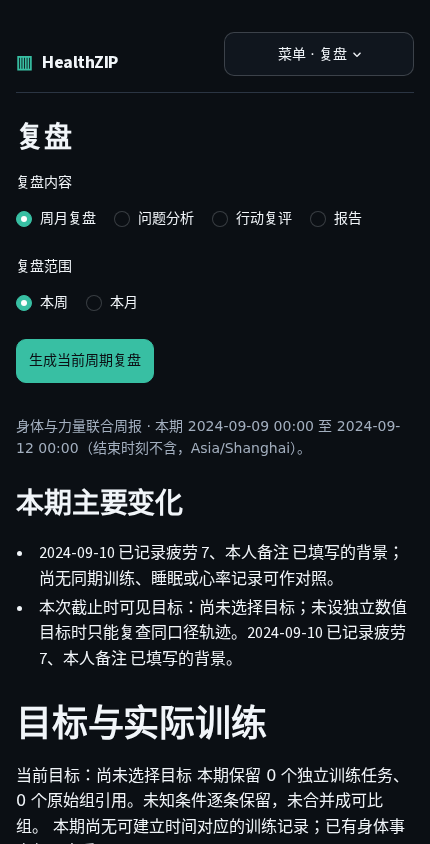 HealthZIP
菜单 · 复盘
复盘
复盘内容
周月复盘 问题分析 行动复评 报告
复盘范围
本周 本月
生成当前周期复盘
身体与力量联合周报 · 本期 2024-09-09 00:00 至 2024-09-
12 00:00（结束时刻不含，Asia/Shanghai）。
本期主要变化
• 2024-09-10 已记录疲劳 7、本人备注 已填写的背景；
尚无同期训练、睡眠或心率记录可作对照。
• 本次截止时可见目标：尚未选择目标；未设独立数值
目标时只能复查同口径轨迹。2024-09-10 已记录疲劳
7、本人备注 已填写的背景。
目标与实际训练
当前目标：尚未选择目标 本期保留 0 个独立训练任务、
0 个原始组引用。未知条件逐条保留，未合并成可比
组。 本期尚无可建立时间对应的训练记录；已有身体事